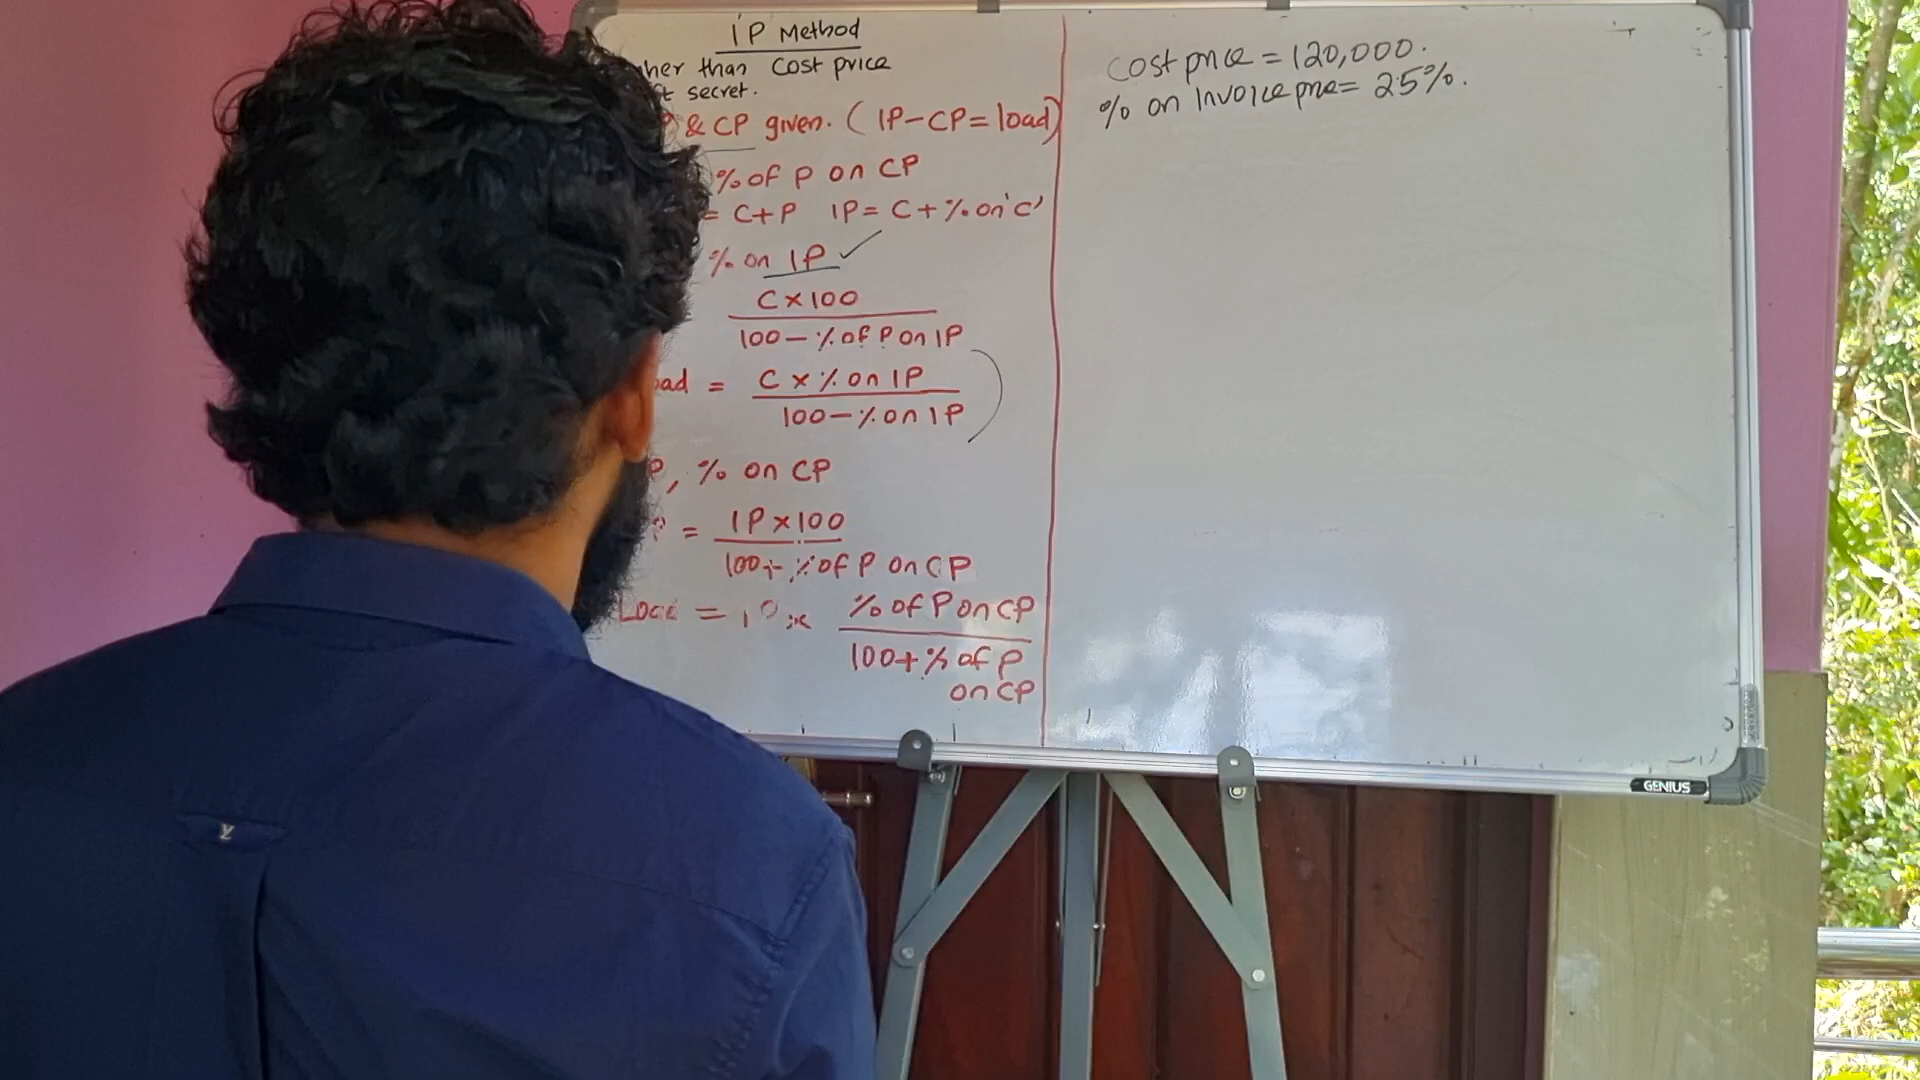 IP Method
her than Cost price
t secret.
& CP given. (IP-CP=load)
% of P on CP
= C+P IP= C+%on'C'
% on IP ✓
C×100
100-% of P on IP
oad = C×% on IP
100-% on IP
P, % on CP
= IP×100
100+ % of P on CP
= IP × % of P on CP
100+% of P
on CP
Cost price = 120,000.
% on Invoice price= 25%.
GENIUS